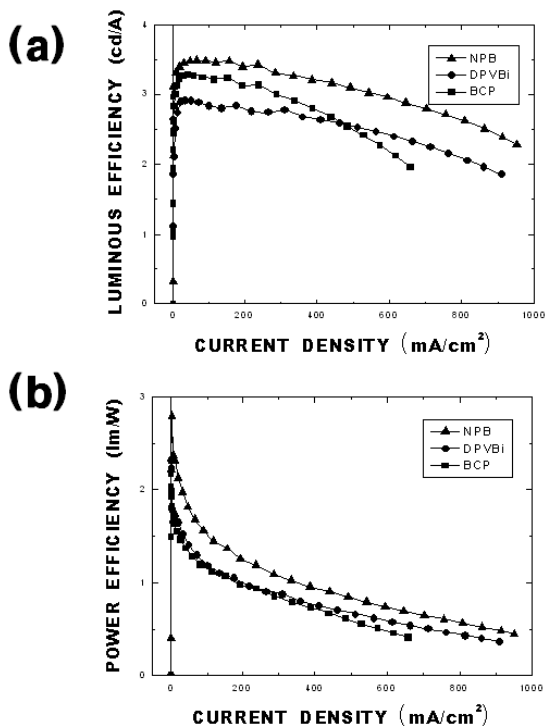 (a)
LUMINOUS EFFICIENCY (cd/A)
4
3
2
1
0
NPB
DPVBi
BCP
0 200 400 600 800 1000
CURRENT DENSITY (mA/cm²)
(b)
POWER EFFICIENCY (lm/W)
3
2
1
0
NPB
DPVBi
BCP
0 200 400 600 800 1000
CURRENT DENSITY (mA/cm²)